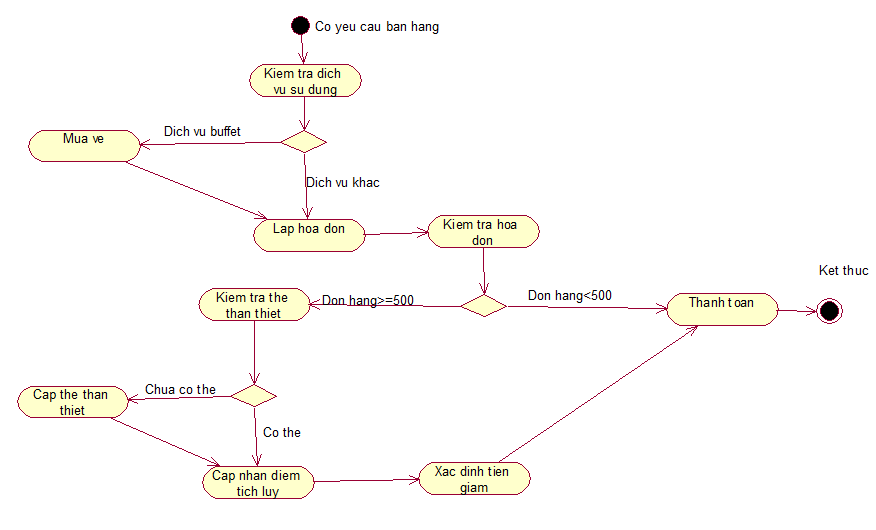 Co yeu cau ban hang
Kiem tra dich
vu su dung
Dich vu buffet
Mua ve
Dich vu khac
Lap hoa don
Kiem tra hoa
don
Ket thuc
Don hang>=500
Don hang<500
Kiem tra the
than thiet
Thanh toan
Chua co the
Cap the than
thiet
Co the
Cap nhan diem
tich luy
Xac dinh tien
giam